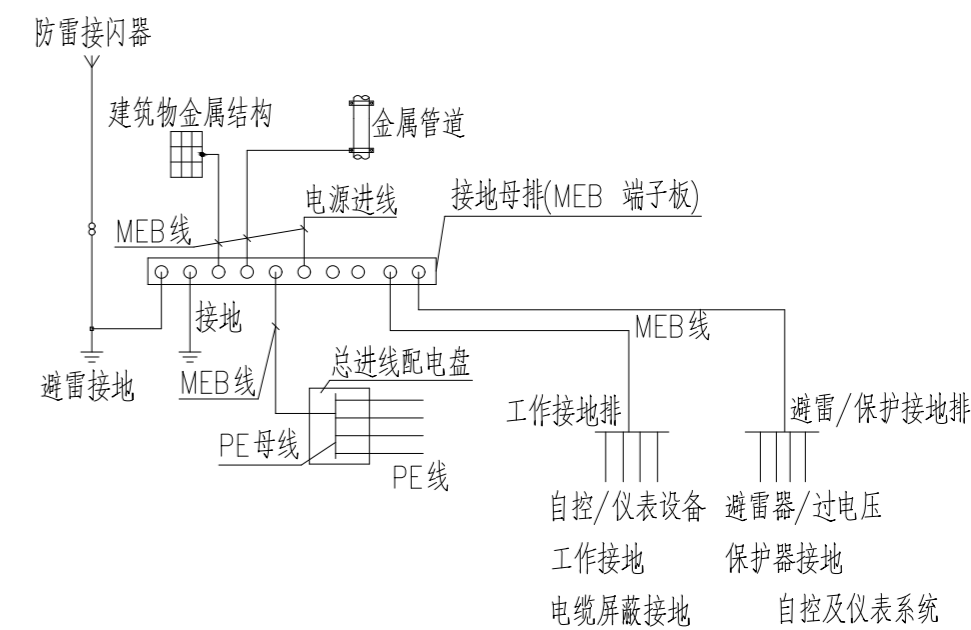 防雷接闪器
建筑物金属结构
金属管道
电源进线
接地母排(MEB 端子板)
MEB线
接地
MEB线
避雷接地
MEB线
总进线配电盘
工作接地排
避雷/保护接地排
PE母线
PE线
自控/仪表设备
避雷器/过电压
工作接地
保护器接地
电缆屏蔽接地
自控及仪表系统